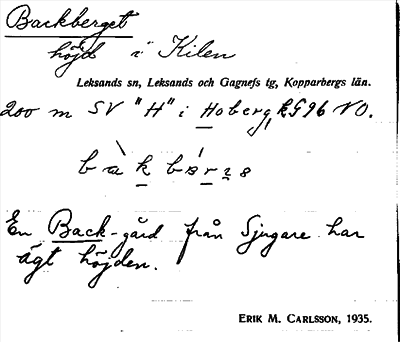 Backberget
höjd i Kilen
Leksands sn, Leksands och Gagnefs tg, Kopparbergs län.
200 m SV "H" i Hoberg, kG96 NO.
En Back-gård från Sjugare har
ägt höjden.
ERIK M. CARLSSON, 1935.